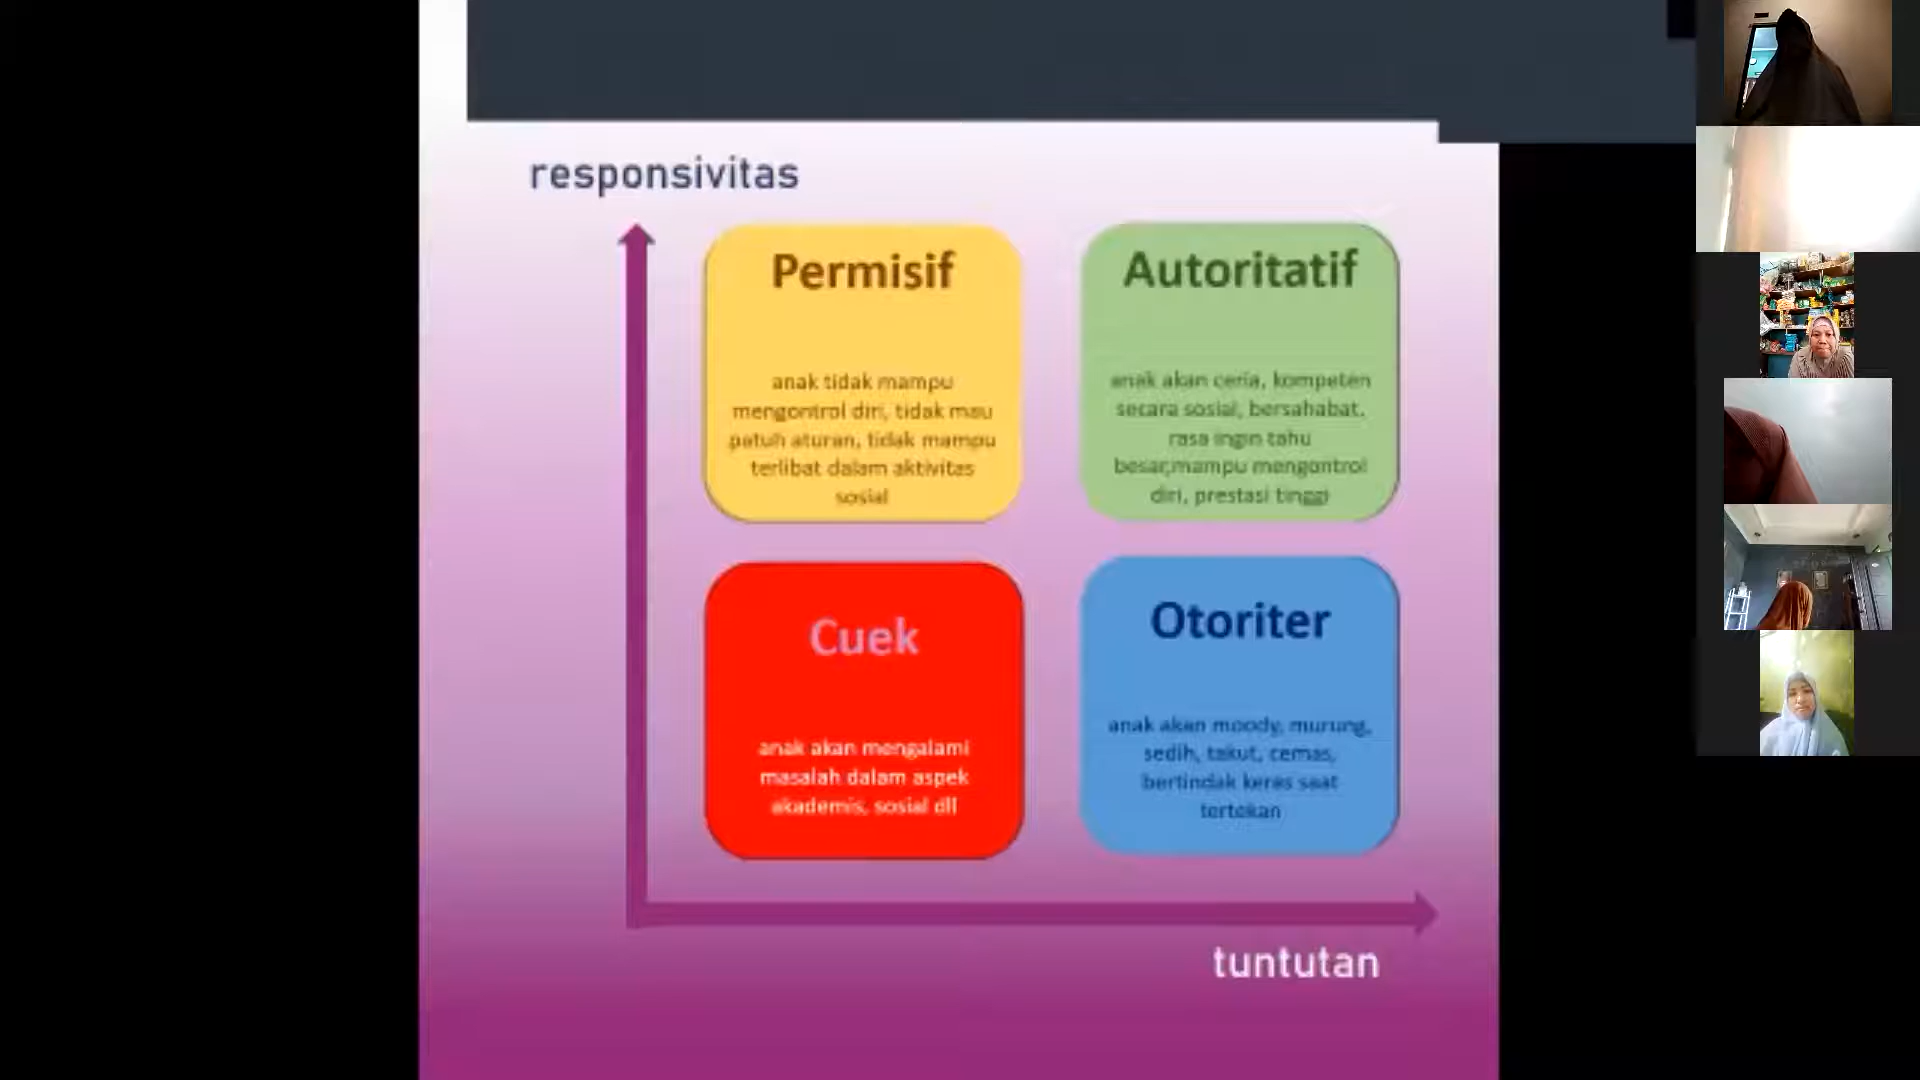 responsivitas
Permisif
anak tidak mampu
mengontrol diri, tidak mau
patuh aturan, tidak mampu
terlibat dalam aktivitas
sosial
Autoritatif
anak akan ceria, kompeten
secara sosial, bersahabat,
rasa ingin tahu
besar,mampu mengontrol
diri, prestasi tinggi
Cuek
anak akan mengalami
masalah dalam aspek
akademis, sosial dll
Otoriter
anak akan moody, murung,
sedih, takut, cemas,
bertindak keras saat
tertekan
tuntutan